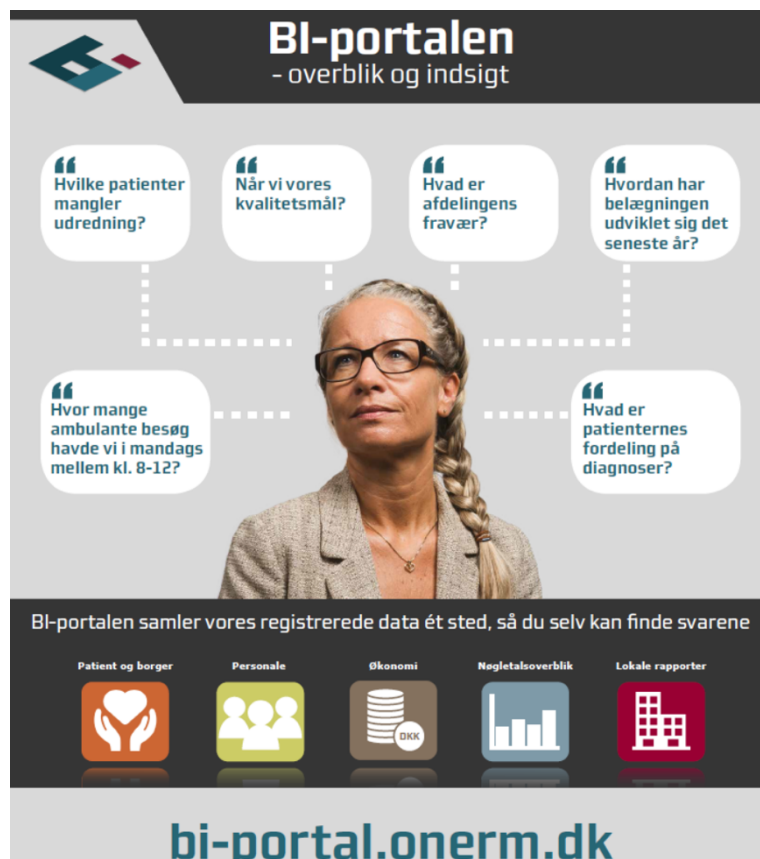 BI-portalen
- overblik og indsigt
Hvilke patienter
mangler
udredning?
Når vi vores
kvalitetsmål?
Hvad er
afdelingens
fravær?
Hvordan har
belægningen
udviklet sig det
seneste år?
Hvor mange
ambulante besøg
havde vi i mandags
mellem kl. 8-12?
Hvad er
patienternes
fordeling på
diagnoser?
BI-portalen samler vores registrerede data ét sted, så du selv kan finde svarene
Patient og borger
Personale
Økonomi
Nøgletalsoverblik
Lokale rapporter
DKK
bi-portal.onerm.dk